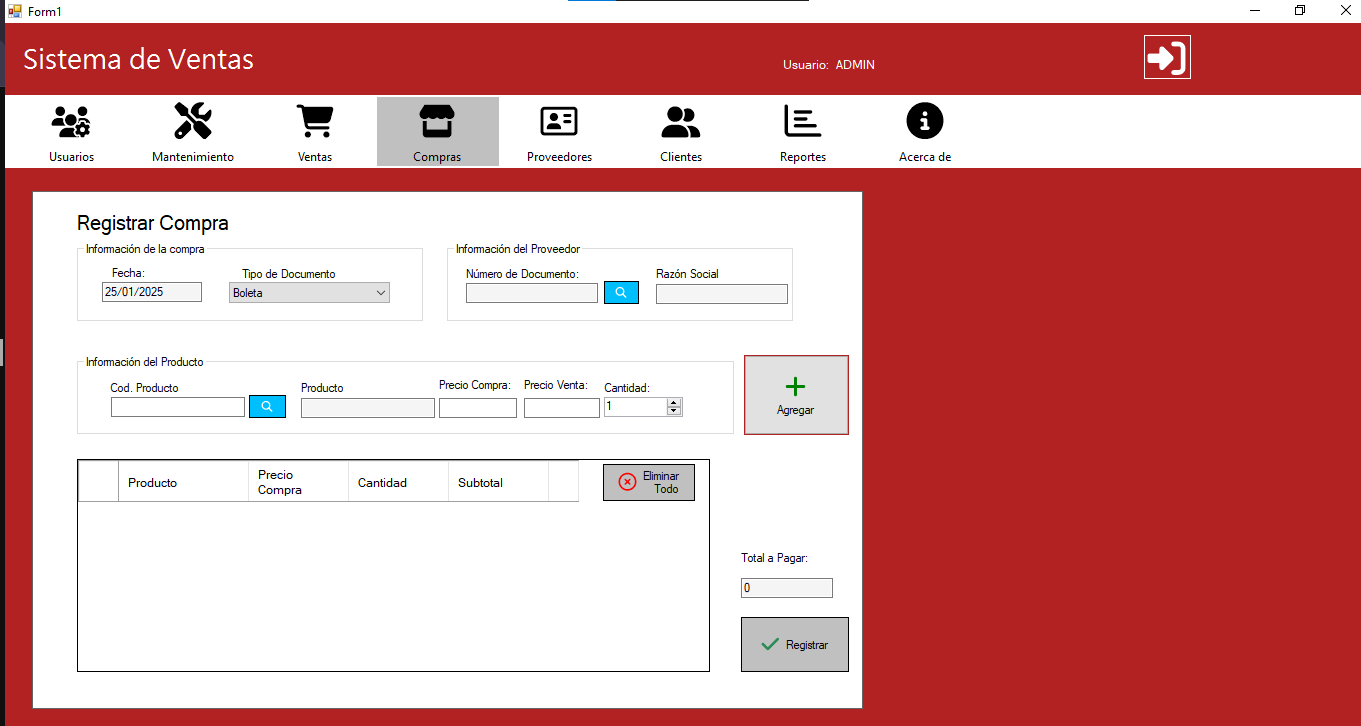 Form1
Sistema de Ventas
Usuario: ADMIN
Usuarios
Mantenimiento
Ventas
Compras
Proveedores
Clientes
Reportes
Acerca de
Registrar Compra
Información de la compra
Fecha:
Tipo de Documento
25/01/2025
Boleta
Información del Proveedor
Número de Documento:
Razón Social
Información del Producto
Cod. Producto
Producto
Precio Compra:
Precio Venta:
Cantidad:
1
Agregar
Producto
Precio
Compra
Cantidad
Subtotal
Eliminar
Todo
Total a Pagar:
0
Registrar